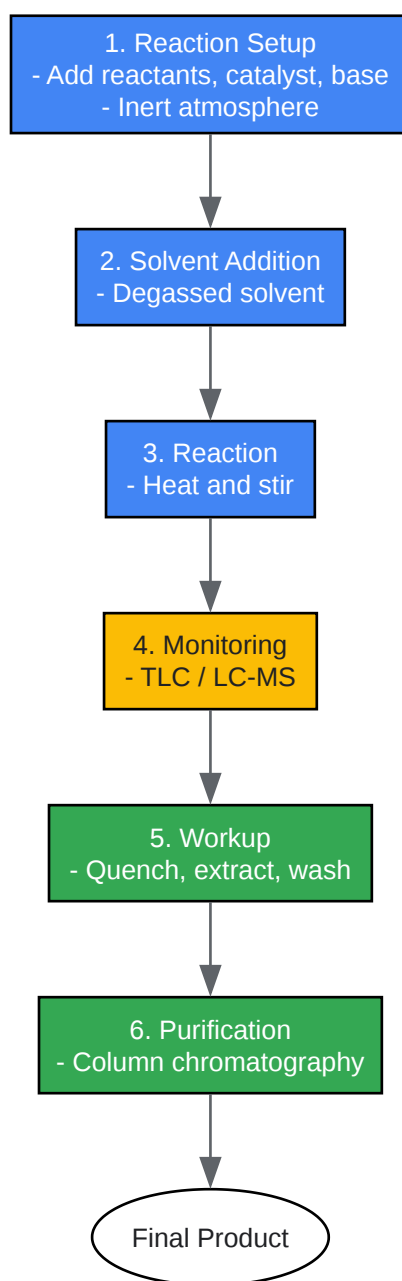 1. Reaction Setup
- Add reactants, catalyst, base
- Inert atmosphere
2. Solvent Addition
- Degassed solvent
3. Reaction
- Heat and stir
4. Monitoring
- TLC / LC-MS
5. Workup
- Quench, extract, wash
6. Purification
- Column chromatography
Final Product